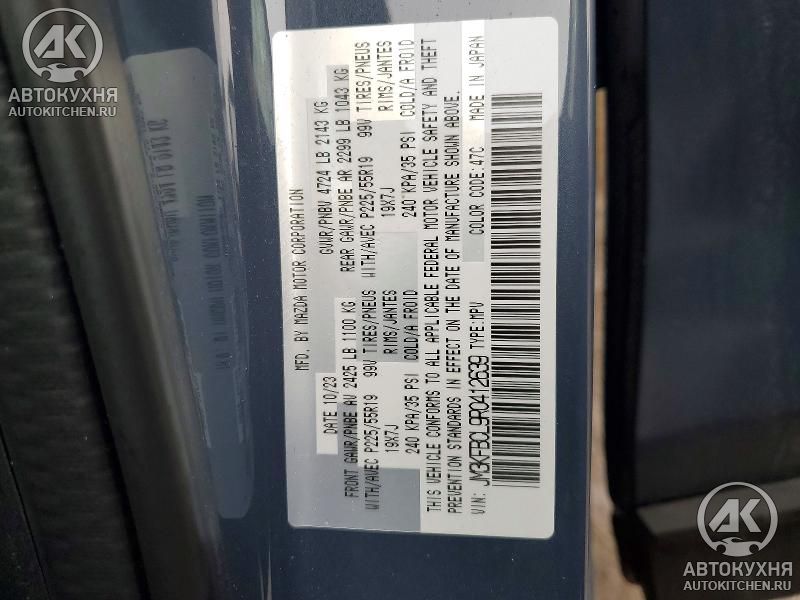 AK
АВТОКУХНЯ
AUTOKITCHEN.RU
MFD. BY MAZDA MOTOR CORPORATION
DATE 10/23 GVWR/PNBV 4724 LB 2143 KG
FRONT GAWR/PNBE AV 2425 LB 1100 KG REAR GAWR/PNBE AR 2299 LB 1043 KG
WITH/AVEC P225/55R19 99V TIRES/PNEUS WITH/AVEC P225/55R19 99V TIRES/PNEUS
19X7J RIMS/JANTES 19X7J RIMS/JANTES
240 KPA/35 PSI COLD/A FROID 240 KPA/35 PSI COLD/A FROID
THIS VEHICLE CONFORMS TO ALL APPLICABLE FEDERAL MOTOR VEHICLE SAFETY AND THEFT
PREVENTION STANDARDS IN EFFECT ON THE DATE OF MANUFACTURE SHOWN ABOVE.
VIN: JM3KFBCL9R0412639 TYPE:MPV COLOR CODE:47C MADE IN JAPAN
AK
АВТОКУХНЯ
AUTOKITCHEN.RU